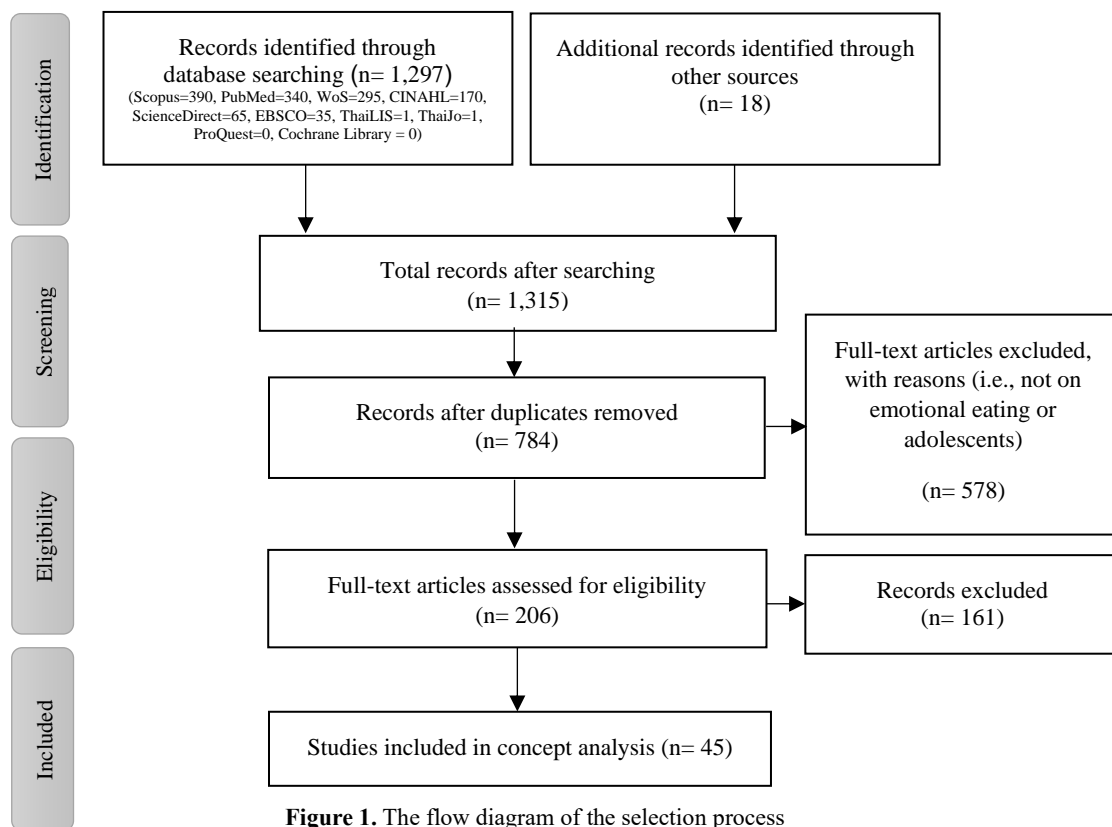 Identification
Records identified through
database searching (n= 1,297)
(Scopus=390, PubMed=340, WoS=295, CINAHL=170,
ScienceDirect=65, EBSCO=35, ThaiLIS=1, ThaiJo=1,
ProQuest=0, Cochrane Library = 0)
Additional records identified through
other sources
(n= 18)
Screening
Total records after searching
(n= 1,315)
Records after duplicates removed
(n= 784)
Full-text articles excluded,
with reasons (i.e., not on
emotional eating or
adolescents)
(n= 578)
Eligibility
Full-text articles assessed for eligibility
(n= 206)
Records excluded
(n= 161)
Included
Studies included in concept analysis (n= 45)
Figure 1. The flow diagram of the selection process